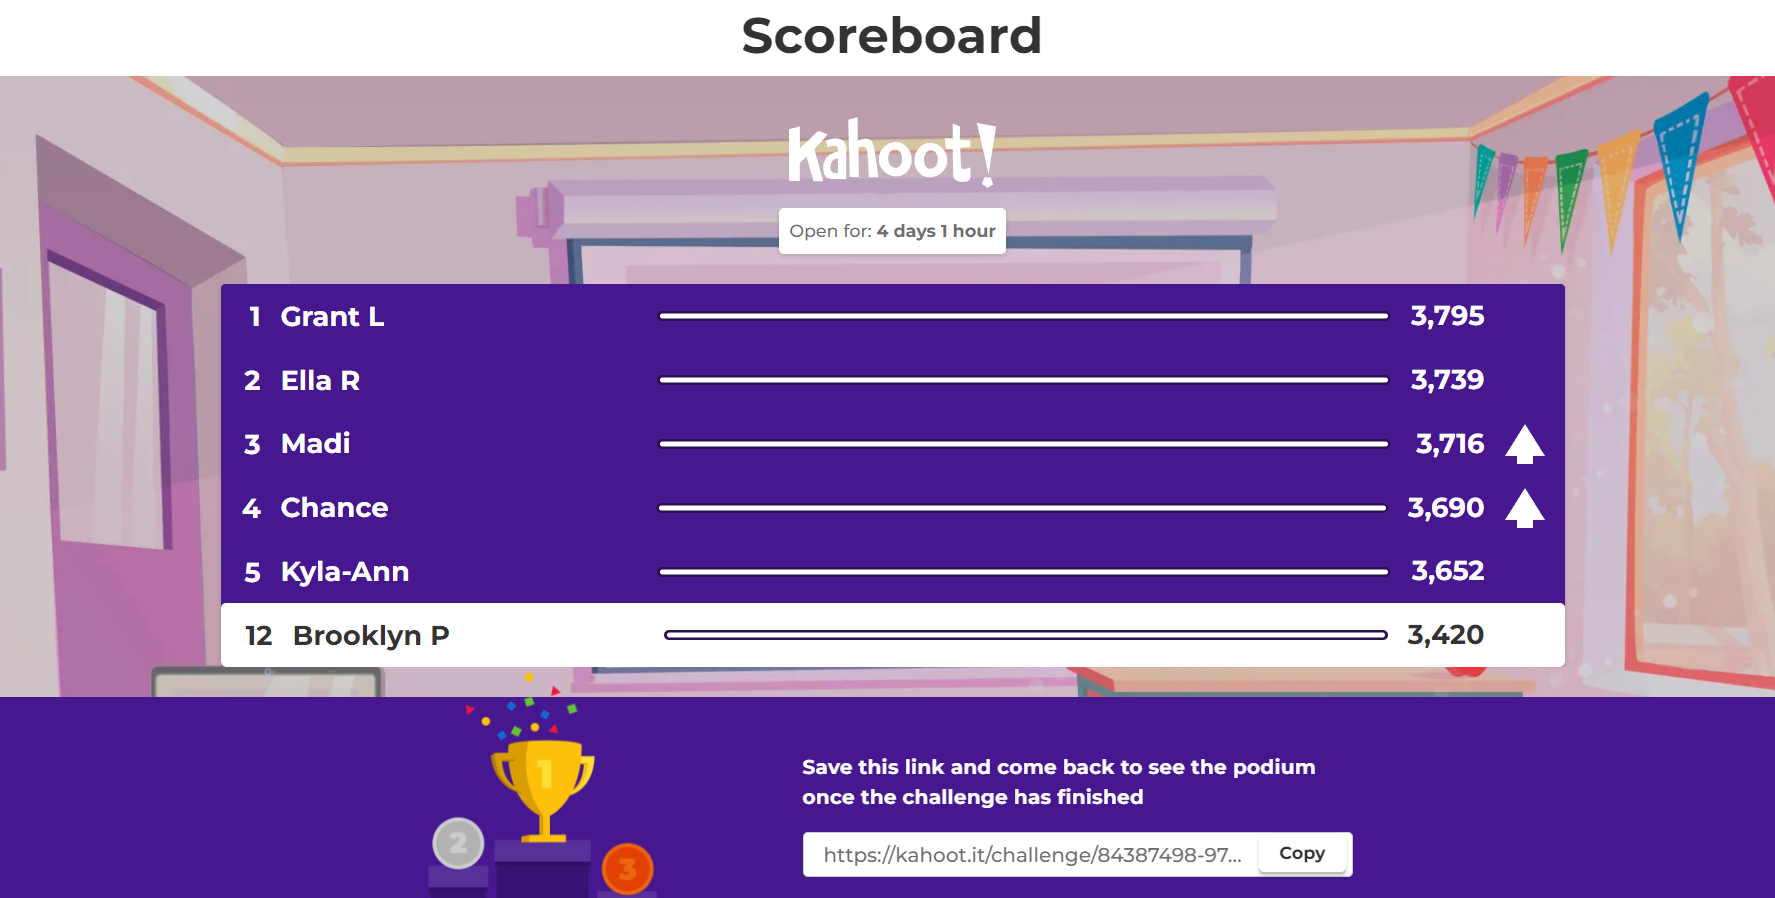 Scoreboard
Kahoot!
Open for: 4 days 1 hour
1 Grant L 3,795
2 Ella R 3,739
3 Madi 3,716
4 Chance 3,690
5 Kyla-Ann 3,652
12 Brooklyn P 3,420
1
2
3
Save this link and come back to see the podium
once the challenge has finished
https://kahoot.it/challenge/84387498-97... Copy